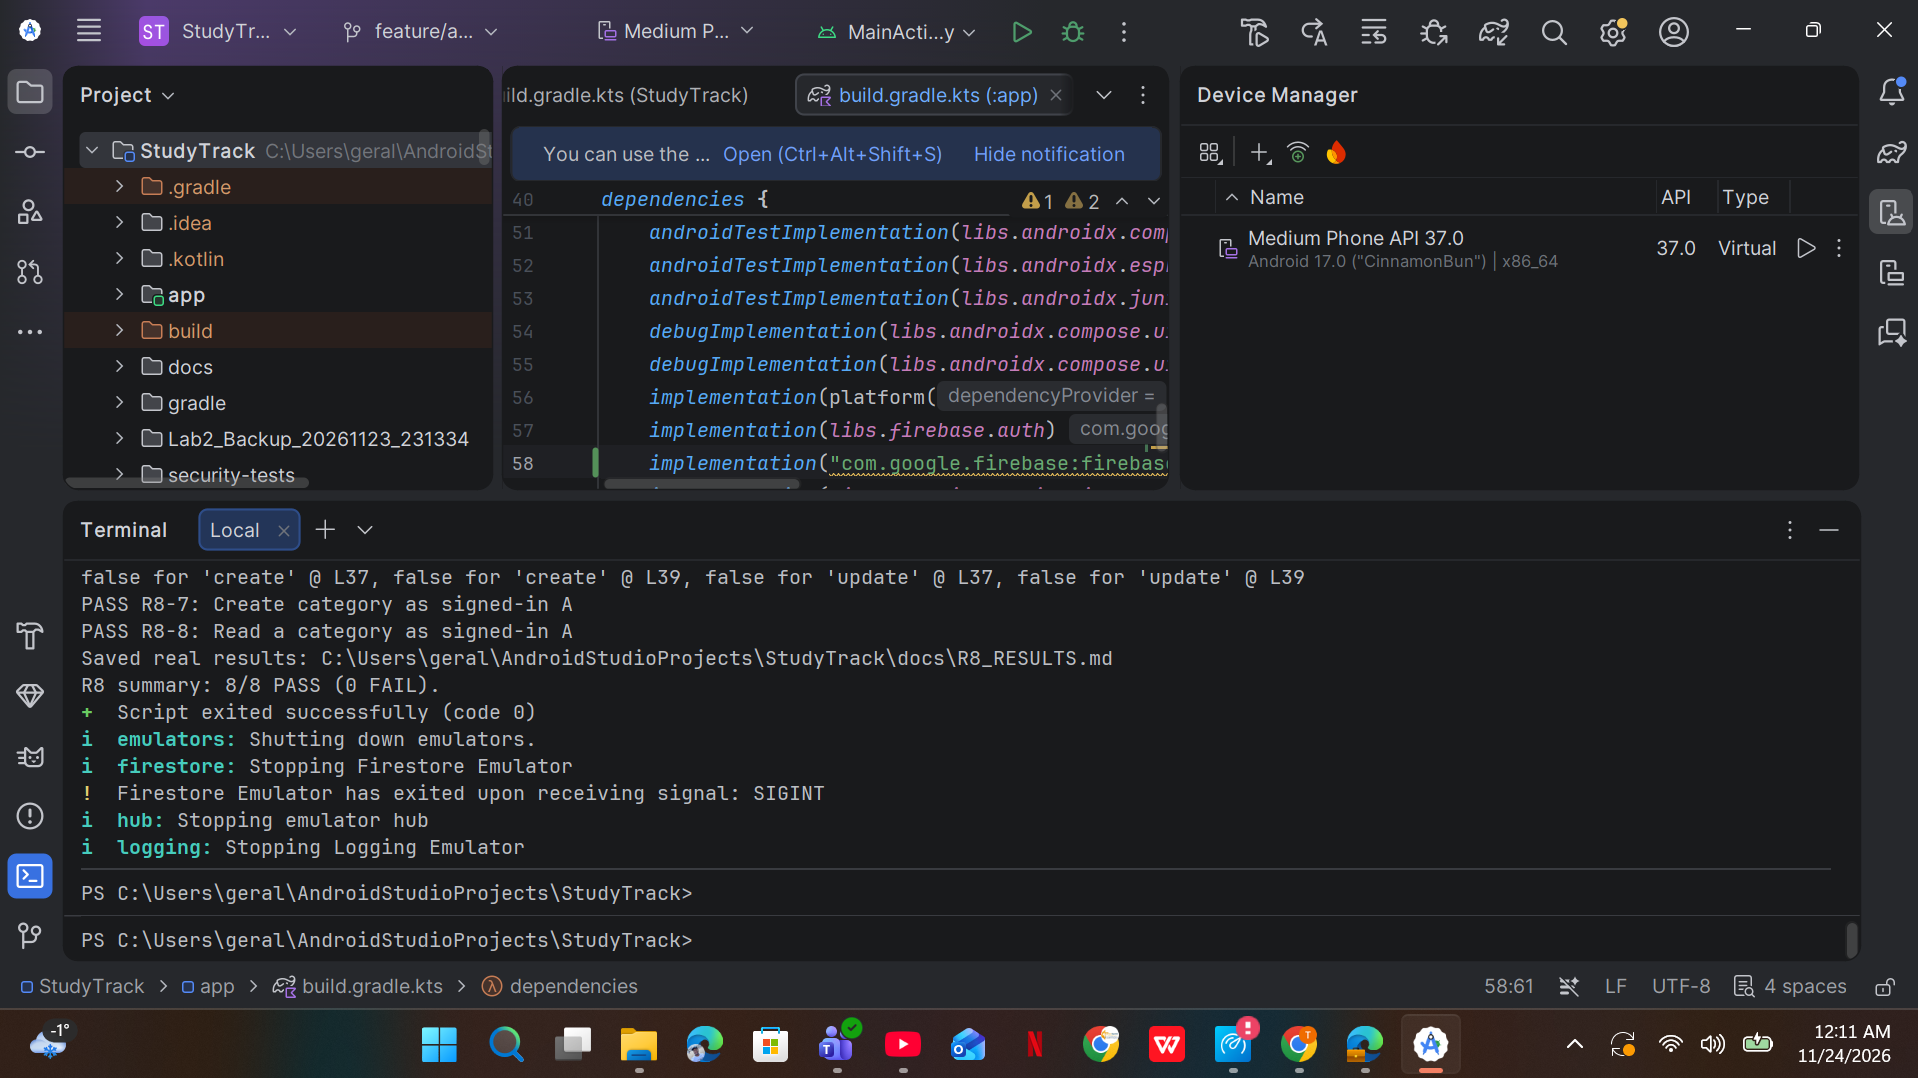 ST StudyTr... feature/a... Medium P... MainActi...y
Project
StudyTrack C:\Users\geral\AndroidSt
.gradle
.idea
.kotlin
app
build
docs
gradle
Lab2_Backup_20261123_231334
security-tests
ild.gradle.kts (StudyTrack) build.gradle.kts (:app)
You can use the ... Open (Ctrl+Alt+Shift+S) Hide notification
40 dependencies { 1 2
51 androidTestImplementation(libs.androidx.comp
52 androidTestImplementation(libs.androidx.espr
53 androidTestImplementation(libs.androidx.juni
54 debugImplementation(libs.androidx.compose.ui
55 debugImplementation(libs.androidx.compose.ui
56 implementation(platform( dependencyProvider =
57 implementation(libs.firebase.auth) com.goog
58 implementation("com.google.firebase:firebase
Device Manager
Name API Type
Medium Phone API 37.0 37.0 Virtual
Android 17.0 ("CinnamonBun") | x86_64
Terminal Local
false for 'create' @ L37, false for 'create' @ L39, false for 'update' @ L37, false for 'update' @ L39
PASS R8-7: Create category as signed-in A
PASS R8-8: Read a category as signed-in A
Saved real results: C:\Users\geral\AndroidStudioProjects\StudyTrack\docs\R8_RESULTS.md
R8 summary: 8/8 PASS (0 FAIL).
+ Script exited successfully (code 0)
i emulators: Shutting down emulators.
i firestore: Stopping Firestore Emulator
! Firestore Emulator has exited upon receiving signal: SIGINT
i hub: Stopping emulator hub
i logging: Stopping Logging Emulator
PS C:\Users\geral\AndroidStudioProjects\StudyTrack>
PS C:\Users\geral\AndroidStudioProjects\StudyTrack>
StudyTrack > app > build.gradle.kts > dependencies 58:61 LF UTF-8 4 spaces
-1°
12:11 AM
11/24/2026